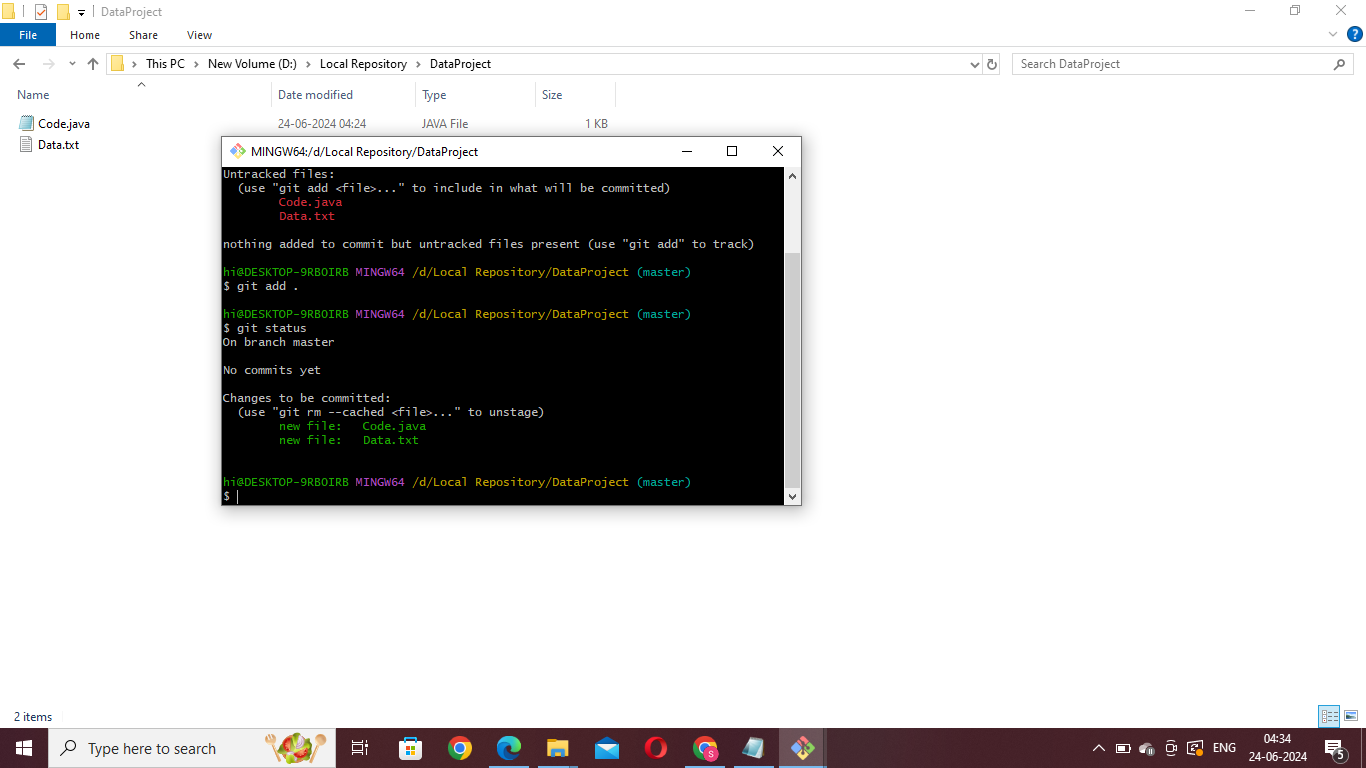 DataProject
File Home Share View
This PC New Volume (D:) Local Repository DataProject
Search DataProject
Name Date modified Type Size
Code.java 24-06-2024 04:24 JAVA File 1 KB
Data.txt
MINGW64:/d/Local Repository/DataProject
Untracked files:
(use "git add <file>..." to include in what will be committed)
Code.java
Data.txt
nothing added to commit but untracked files present (use "git add" to track)
hi@DESKTOP-9RBOIRB MINGW64 /d/Local Repository/DataProject (master)
$ git add .
hi@DESKTOP-9RBOIRB MINGW64 /d/Local Repository/DataProject (master)
$ git status
On branch master
No commits yet
Changes to be committed:
(use "git rm --cached <file>..." to unstage)
new file: Code.java
new file: Data.txt
hi@DESKTOP-9RBOIRB MINGW64 /d/Local Repository/DataProject (master)
$
2 items
Type here to search
S
ENG
04:34
24-06-2024
5